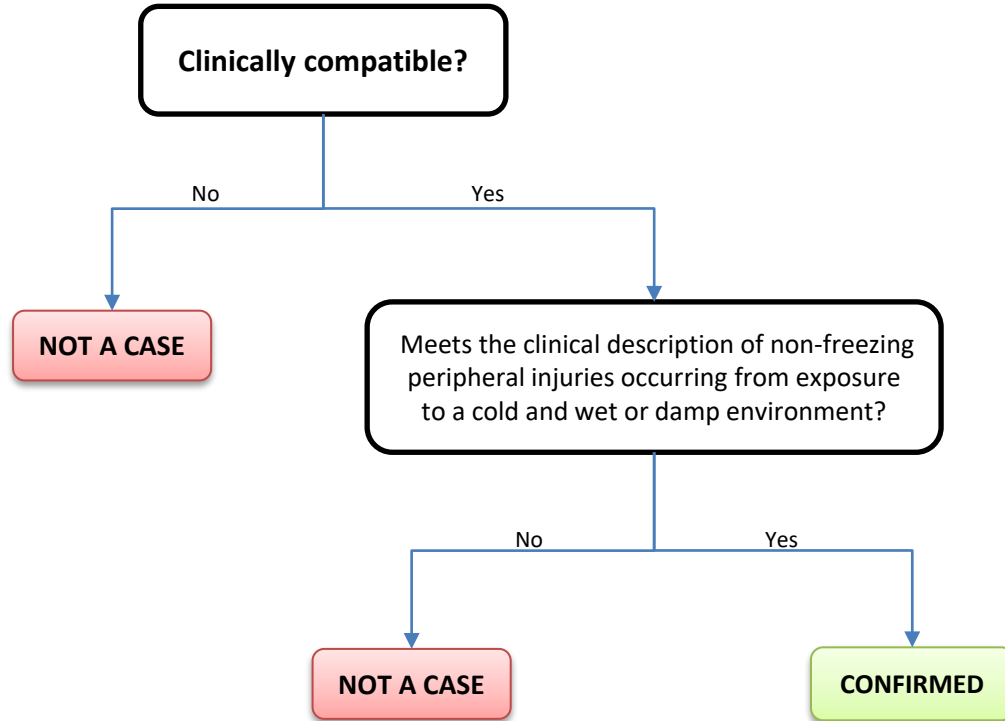 Clinically compatible?
No
Yes
NOT A CASE
Meets the clinical description of non-freezing
peripheral injuries occurring from exposure
to a cold and wet or damp environment?
No
Yes
NOT A CASE
CONFIRMED